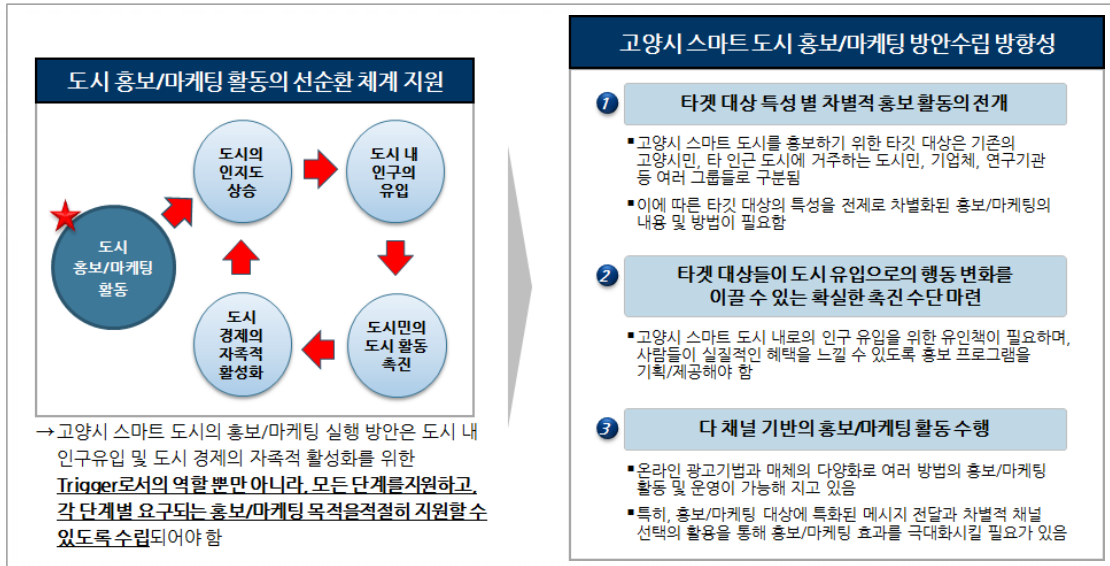 도시 홍보/마케팅 활동의 선순환 체계 지원
도시
홍보/마케팅
활동
도시의
인지도
상승
도시 내
인구의
유입
도시민의
도시 활동
촉진
도시
경제의
자족적
활성화
→고양시 스마트 도시의 홍보/마케팅 실행 방안은 도시 내
인구유입 및 도시 경제의 자족적 활성화를 위한
Trigger로서의 역할 뿐만 아니라, 모든 단계를지원하고,
각 단계별 요구되는 홍보/마케팅 목적을적절히 지원할 수
있도록 수립되어야 함
고양시 스마트 도시 홍보/마케팅 방안수립 방향성
1 타겟 대상 특성 별 차별적 홍보 활동의 전개
▪고양시 스마트 도시를 홍보하기 위한 타깃 대상은 기존의
고양시민, 타 인근 도시에 거주하는 도시민, 기업체, 연구기관
등 여러 그룹들로 구분됨
▪이에 따른 타깃 대상의 특성을 전제로 차별화된 홍보/마케팅의
내용 및 방법이 필요함
2 타겟 대상들이 도시 유입으로의 행동 변화를
이끌 수 있는 확실한 촉진 수단 마련
▪고양시 스마트 도시 내로의 인구 유입을 위한 유인책이 필요하며,
사람들이 실질적인 혜택을 느낄 수 있도록 홍보 프로그램을
기획/제공해야 함
3 다 채널 기반의 홍보/마케팅 활동 수행
▪온라인 광고기법과 매체의 다양화로 여러 방법의 홍보/마케팅
활동 및 운영이 가능해 지고 있음
▪특히, 홍보/마케팅 대상에 특화된 메시지 전달과 차별적 채널
선택의 활용을 통해 홍보/마케팅 효과를 극대화시킬 필요가 있음